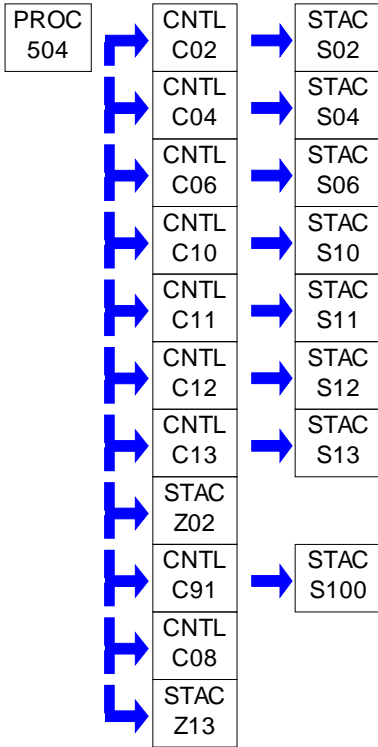 PROC
504
CNTL
C02
STAC
S02
CNTL
C04
STAC
S04
CNTL
C06
STAC
S06
CNTL
C10
STAC
S10
CNTL
C11
STAC
S11
CNTL
C12
STAC
S12
CNTL
C13
STAC
S13
STAC
Z02
CNTL
C91
STAC
S100
CNTL
C08
STAC
Z13